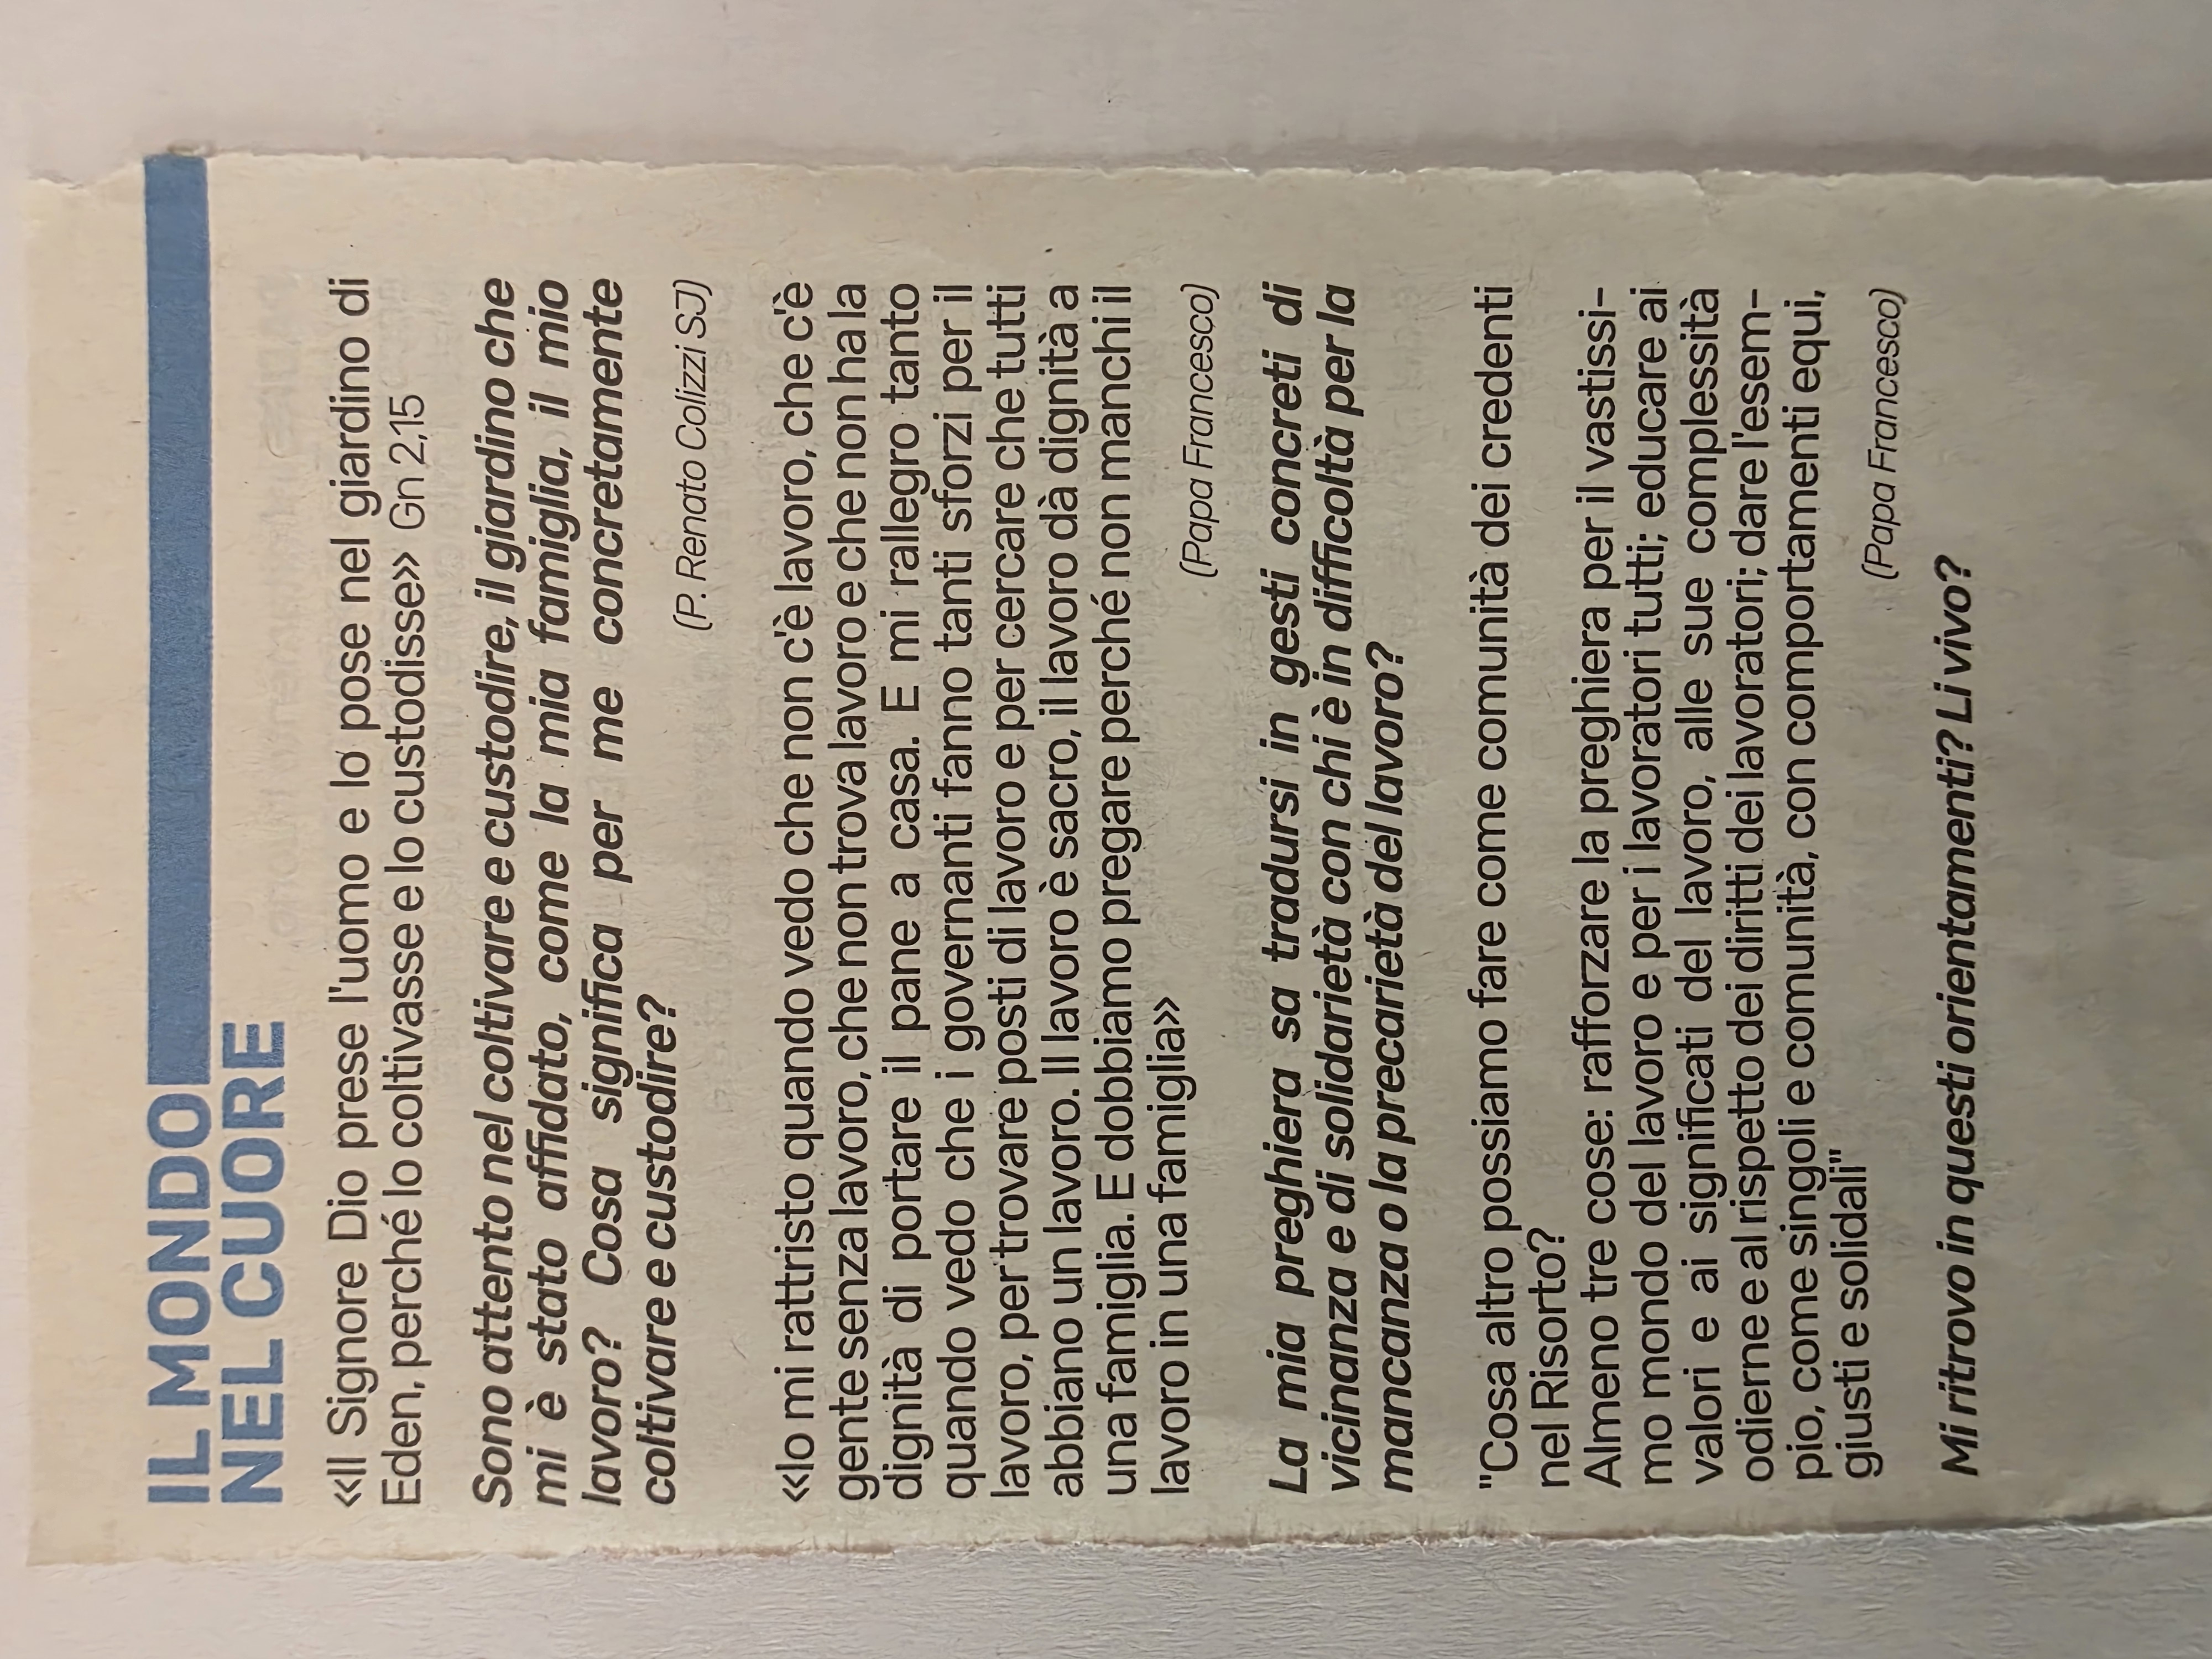 IL MONDO
NEL CUORE
«Il Signore Dio prese l'uomo e lo pose nel giardino di
Eden, perché lo coltivasse e lo custodisse» Gn 2,15
Sono attento nel coltivare e custodire, il giardino che
mi è stato affidato, come la mia famiglia, il mio
lavoro? Cosa significa per me concretamente
coltivare e custodire?
(P. Renato Colizzi SJ)
«Io mi rattristo quando vedo che non c'è lavoro, che c'è
gente senza lavoro, che non trova lavoro e che non ha la
dignità di portare il pane a casa. E mi rallegro tanto
quando vedo che i governanti fanno tanti sforzi per il
lavoro, per trovare posti di lavoro e per cercare che tutti
abbiano un lavoro. Il lavoro è sacro, il lavoro dà dignità a
una famiglia. E dobbiamo pregare perché non manchi il
lavoro in una famiglia»
(Papa Francesco)
La mia preghiera sa tradursi in gesti concreti di
vicinanza e di solidarietà con chi è in difficoltà per la
mancanza o la precarietà del lavoro?
"Cosa altro possiamo fare come comunità dei credenti
nel Risorto?
Almeno tre cose: rafforzare la preghiera per il vastissi-
mo mondo del lavoro e per i lavoratori tutti; educare ai
valori e ai significati del lavoro, alle sue complessità
odierne e al rispetto dei diritti dei lavoratori; dare l'esem-
pio, come singoli e comunità, con comportamenti equi,
giusti e solidali"
(Papa Francesco)
Mi ritrovo in questi orientamenti? Li vivo?